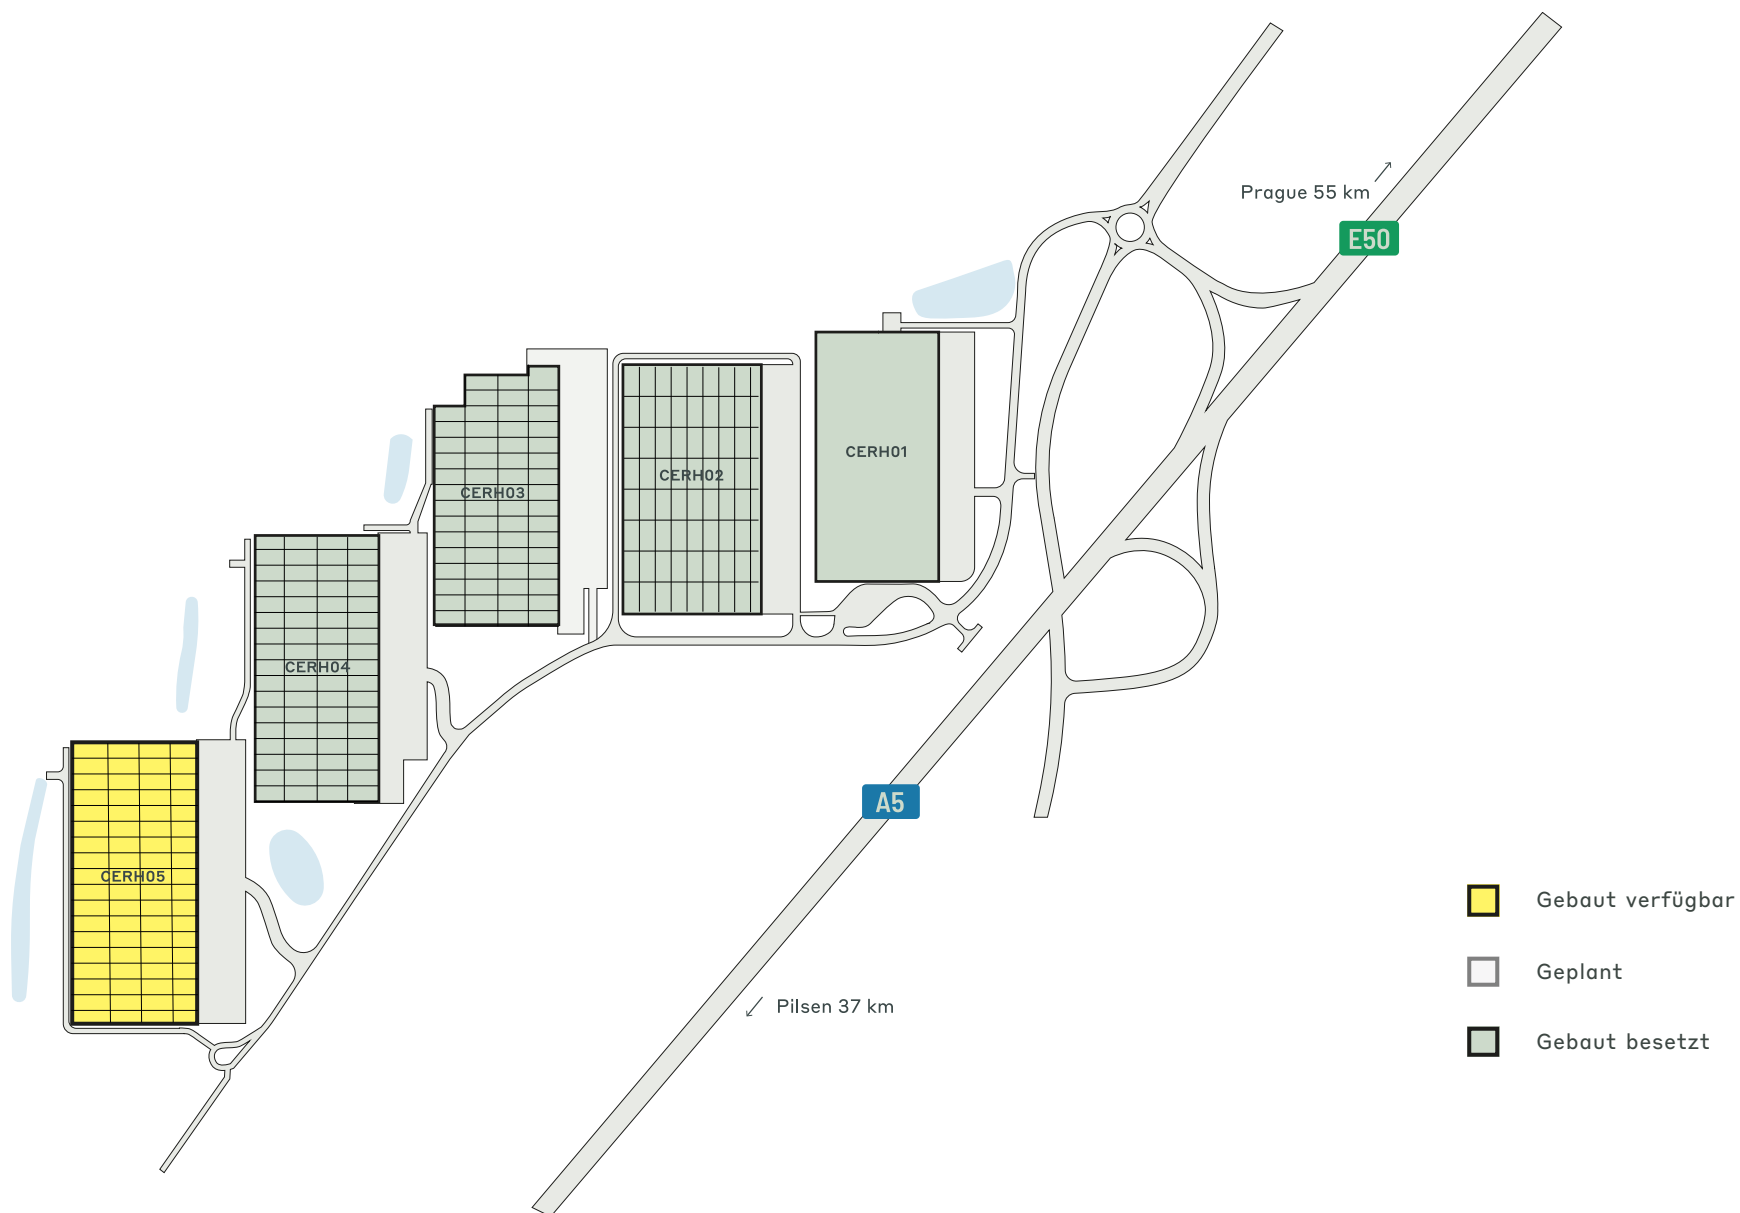 Prague 55 km
E50
CERH01
CERH02
CERH03
CERH04
A5
CERH05
Gebaut verfügbar
Geplant
Pilsen 37 km
Gebaut besetzt